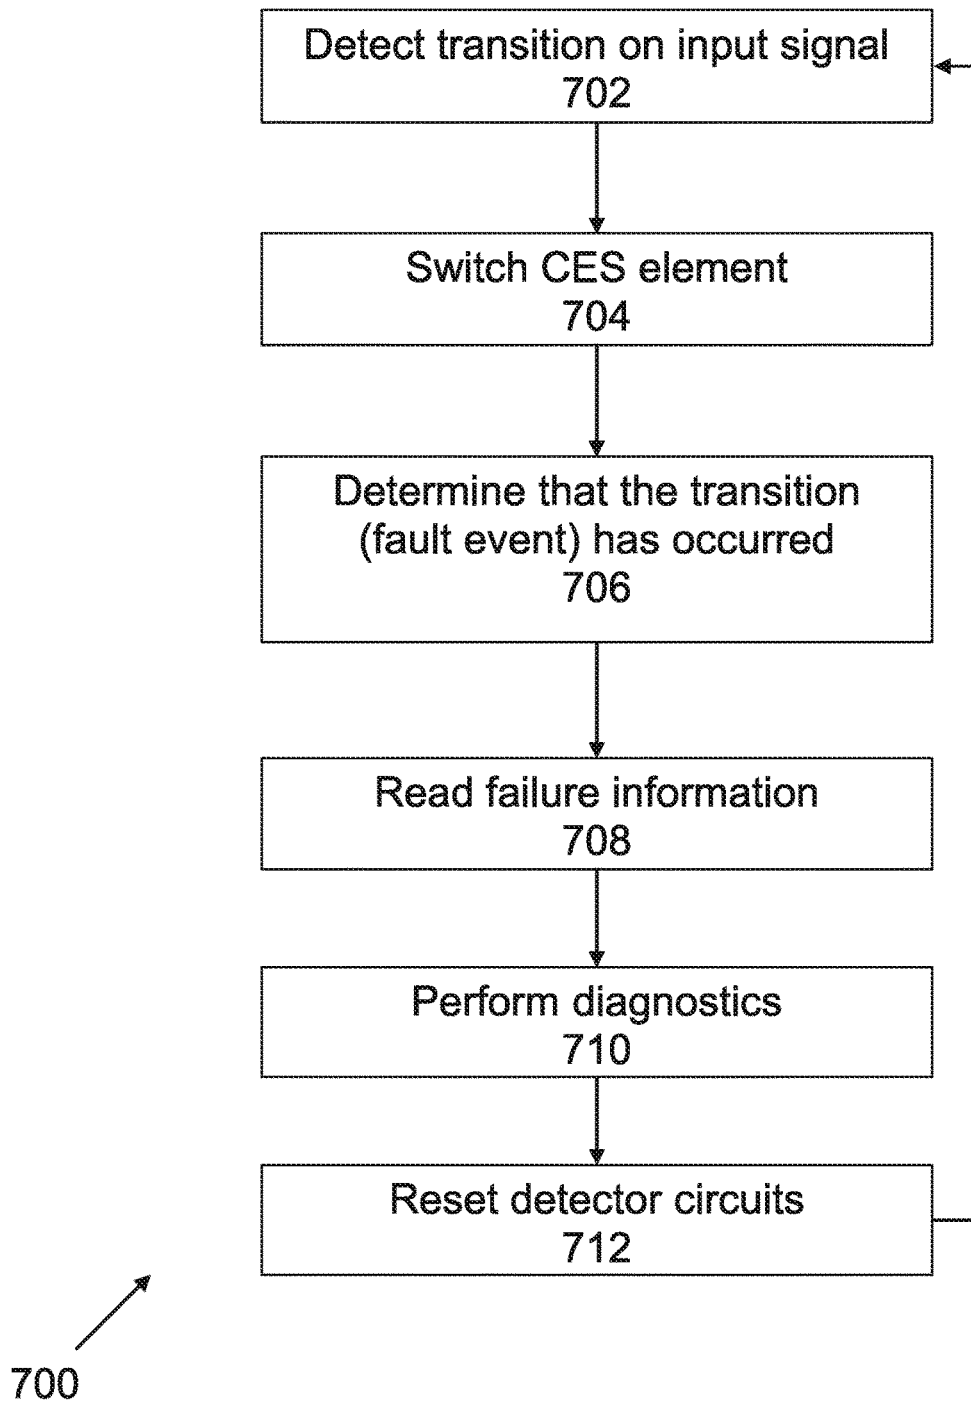 Detect transition on input signal
702
Switch CES element
704
Determine that the transition
(fault event) has occurred
706
Read failure information
708
Perform diagnostics
710
Reset detector circuits
712
700